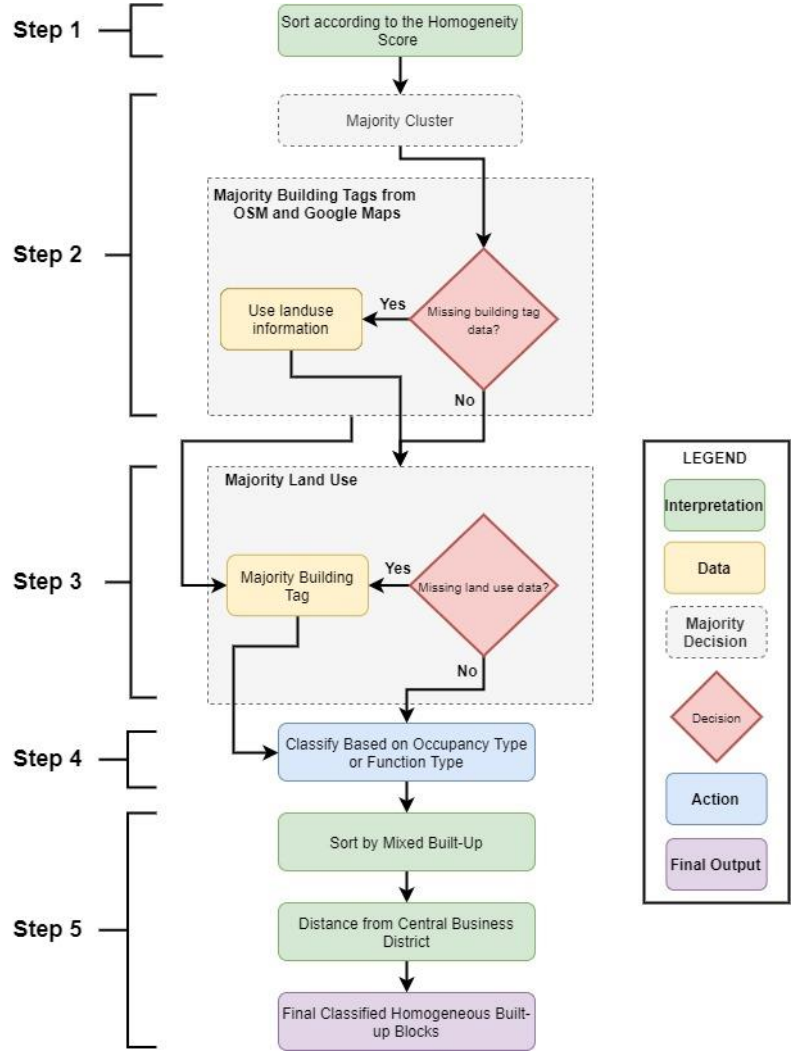 Step 1
Sort according to the Homogeneity
Score
Majority Cluster
Step 2
Majority Building Tags from
OSM and Google Maps
Use landuse
information
Yes
Missing building tag
data?
No
Step 3
Majority Land Use
Majority Building
Tag
Yes
Missing land use data?
No
Step 4
Classify Based on Occupancy Type
or Function Type
Step 5
Sort by Mixed Built-Up
Distance from Central Business
District
Final Classified Homogeneous Built-
up Blocks
LEGEND
Interpretation
Data
Majority
Decision
Decision
Action
Final Output